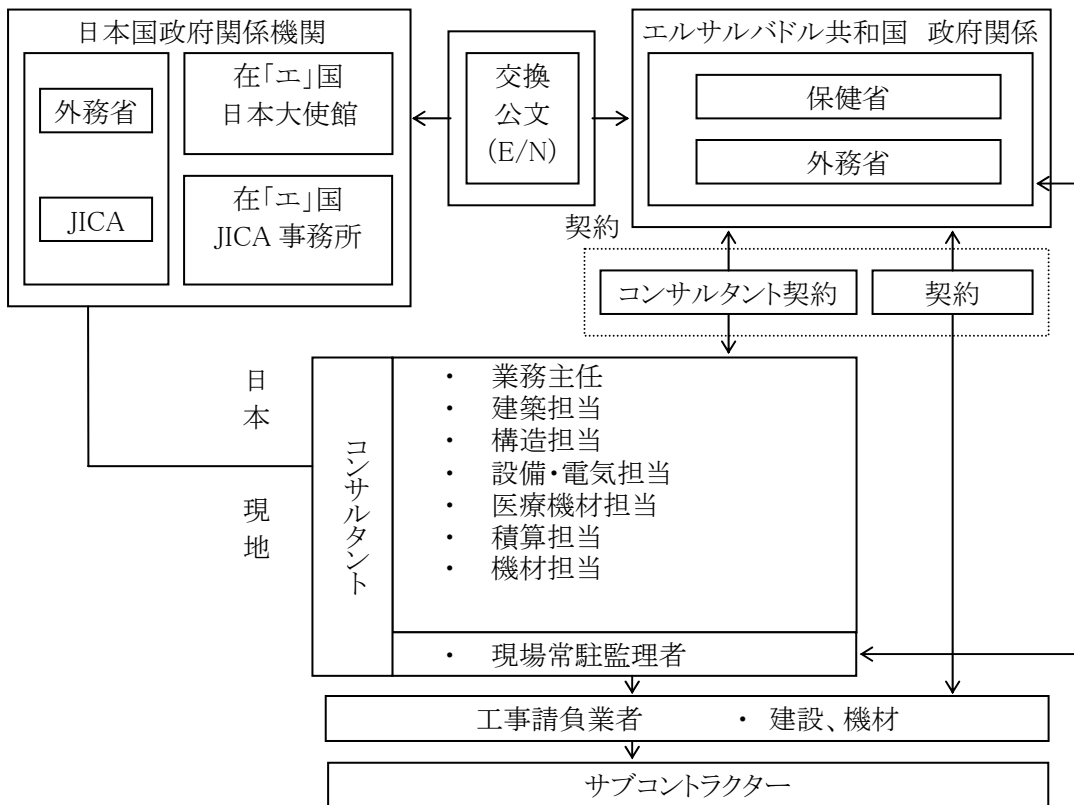 日本国政府関係機関
外務省
JICA
在「エ」国
日本大使館
在「エ」国
JICA 事務所
交換
公文
(E/N)
エルサルバドル共和国 政府関係
保健省
外務省
契約
コンサルタント契約
契約
日
本
現
地
コンサルタント
・ 業務主任
・ 建築担当
・ 構造担当
・ 設備・電気担当
・ 医療機材担当
・ 積算担当
・ 機材担当
・ 現場常駐監理者
工事請負業者 ・ 建設、機材
サブコントラクター